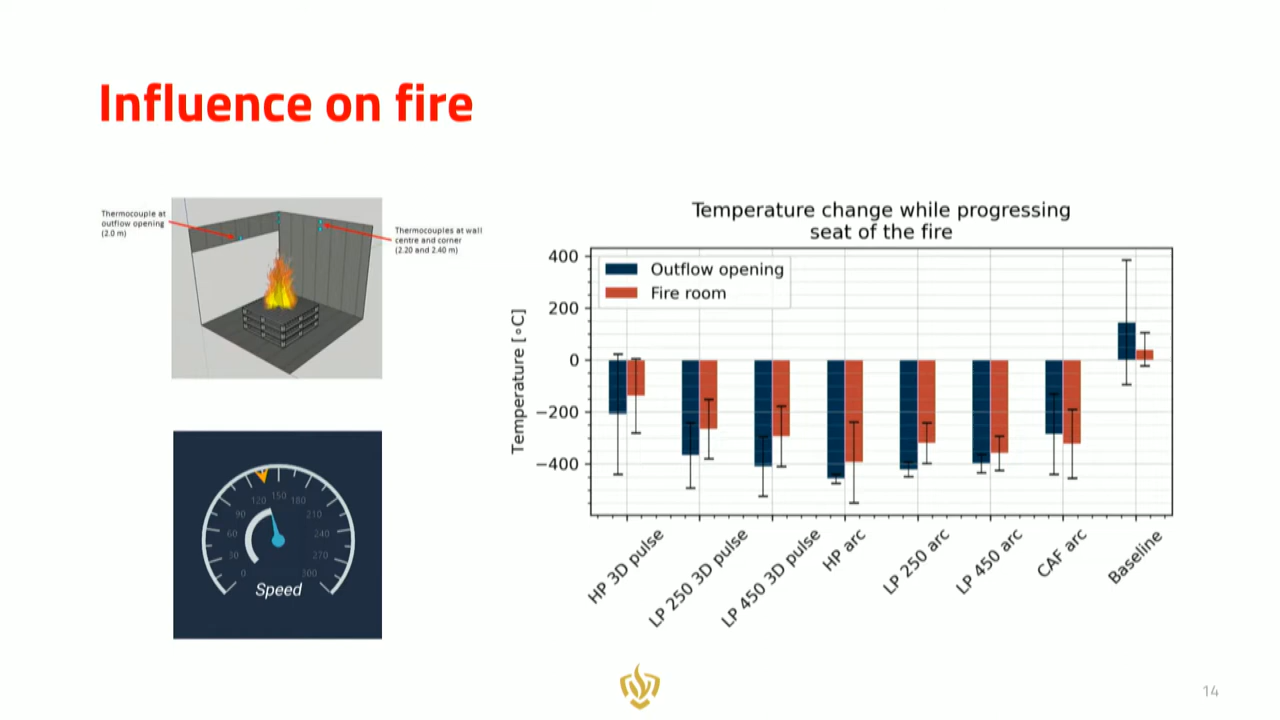 Influence on fire
Thermocouple at
outflow opening
(2.0 m)
Thermocouples at wall
centre and corner
(2.20 and 2.40 m)
0
30
60
90
120
150
180
210
240
270
300
Speed
Temperature change while progressing
seat of the fire
Outflow opening
Fire room
Temperature [∘C]
400
200
0
−200
−400
HP 3D pulse
LP 250 3D pulse
LP 450 3D pulse
HP arc
LP 250 arc
LP 450 arc
CAF arc
Baseline
14